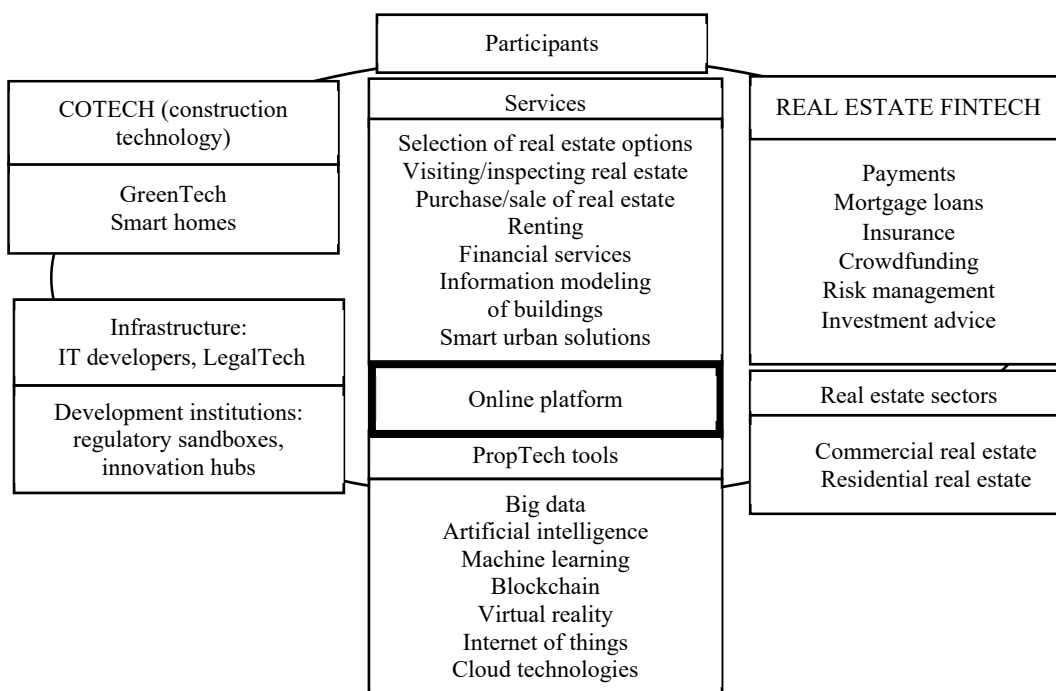 Participants
COTECH (construction
technology)
GreenTech
Smart homes
Infrastructure:
IT developers, LegalTech
Development institutions:
regulatory sandboxes,
innovation hubs
Services
Selection of real estate options
Visiting/inspecting real estate
Purchase/sale of real estate
Renting
Financial services
Information modeling
of buildings
Smart urban solutions
Online platform
PropTech tools
Big data
Artificial intelligence
Machine learning
Blockchain
Virtual reality
Internet of things
Cloud technologies
REAL ESTATE FINTECH
Payments
Mortgage loans
Insurance
Crowdfunding
Risk management
Investment advice
Real estate sectors
Commercial real estate
Residential real estate